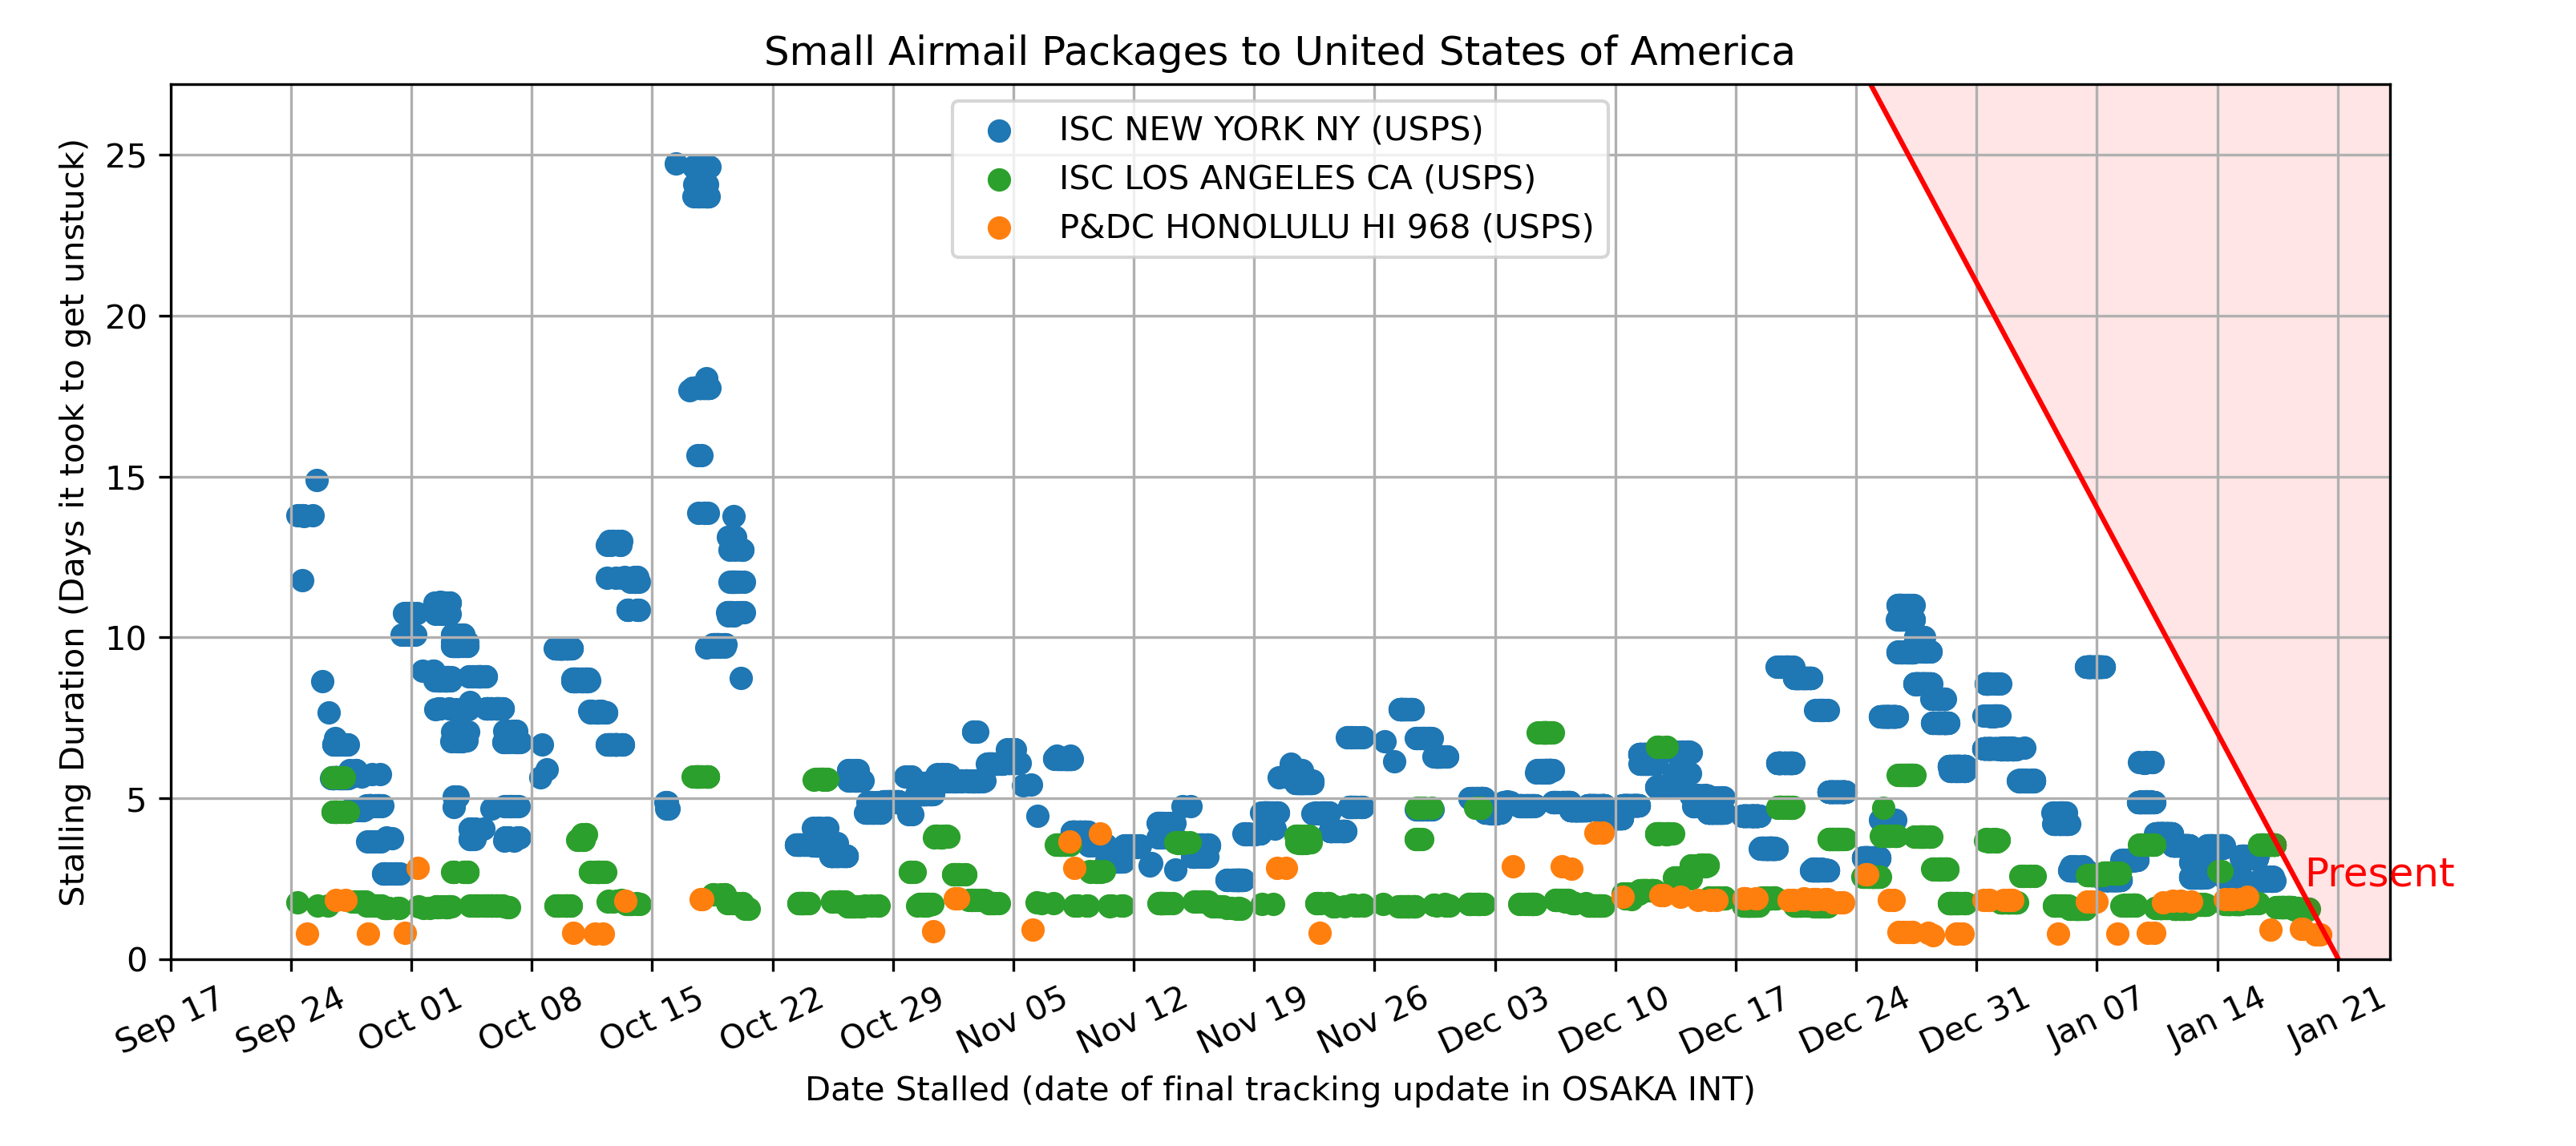 Small Airmail Packages to United States of America
ISC NEW YORK NY (USPS)
ISC LOS ANGELES CA (USPS)
P&DC HONOLULU HI 968 (USPS)
Stalling Duration (Days it took to get unstuck)
25
20
15
10
5
0
Present
Sep 17
Sep 24
Oct 01
Oct 08
Oct 15
Oct 22
Oct 29
Nov 05
Nov 12
Nov 19
Nov 26
Dec 03
Dec 10
Dec 17
Dec 24
Dec 31
Jan 07
Jan 14
Jan 21
Date Stalled (date of final tracking update in OSAKA INT)